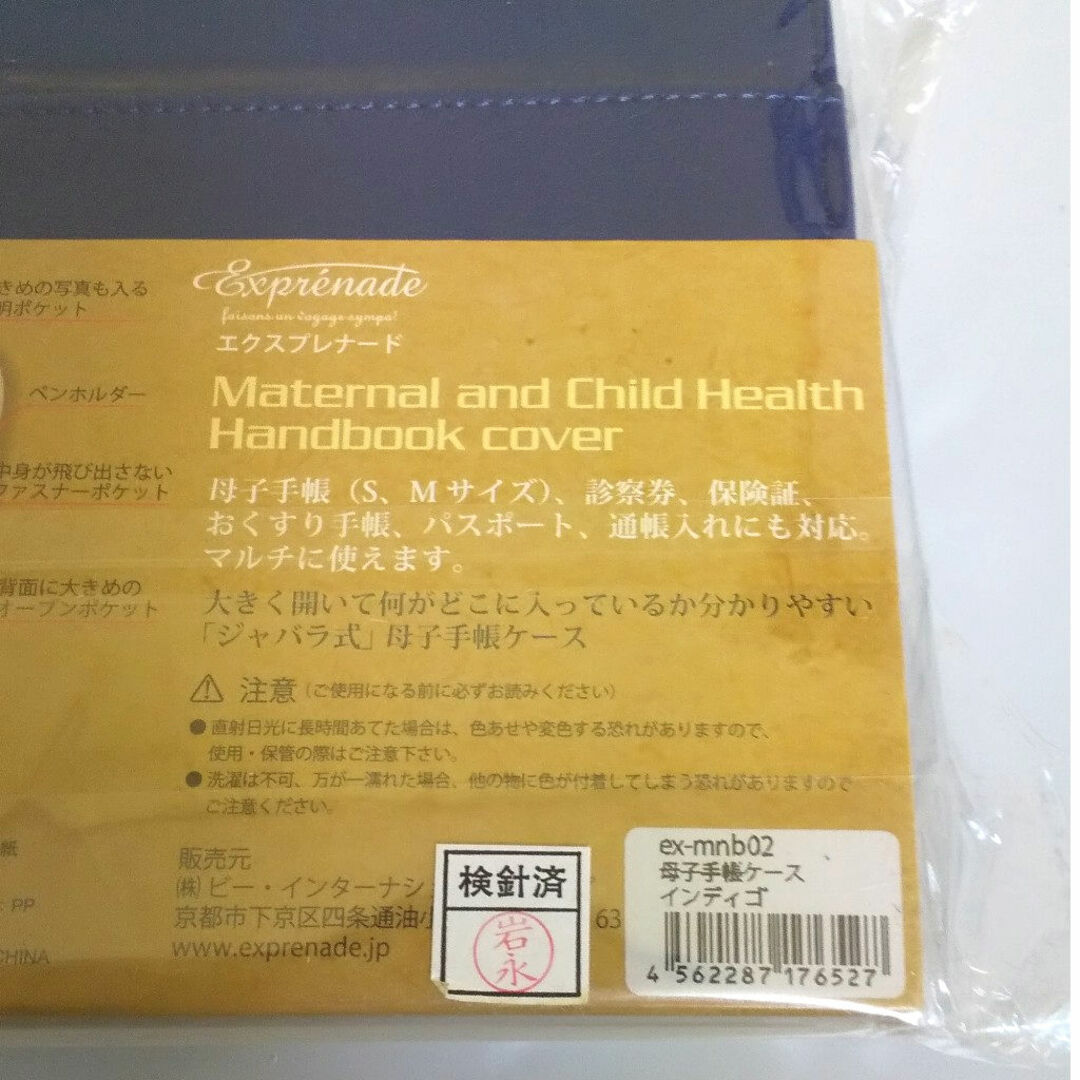 きめの写真も入る
明ポケット
ペンホルダー
中身が飛び出さない
ファスナーポケット
背面に大きめの
オープンポケット
紙
: PP
CHINA
Exprénade
faisons un voyage sympa!
エクスプレナード
Maternal and Child Health
Handbook cover
母子手帳（S、Mサイズ）、診察券、保険証、
おくすり手帳、パスポート、通帳入れにも対応。
マルチに使えます。
大きく開いて何がどこに入っているか分かりやすい
「ジャバラ式」母子手帳ケース
注意（ご使用になる前に必ずお読みください）
●直射日光に長時間あてた場合は、色あせや変色する恐れがありますので、
使用・保管の際はご注意下さい。
●洗濯は不可、万が一濡れた場合、他の物に色が付着してしまう恐れがありますので
ご注意ください。
販売元
㈱ビー・インターナシ
京都市下京区四条通油小 63
www.exprenade.jp
検針済
岩永
ex-mnb02
母子手帳ケース
インディゴ
4 562287 176527